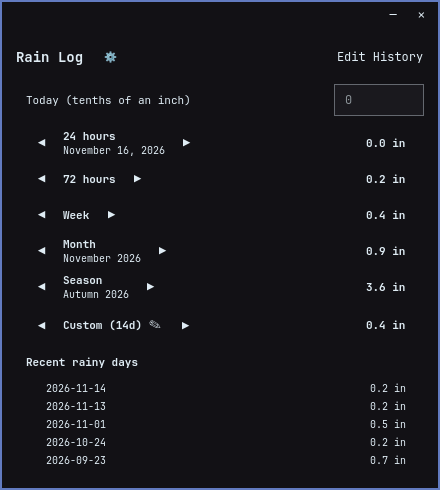 Rain Log ⚙ Edit History
Today (tenths of an inch) 0
◀ 24 hours ▶ 0.0 in
November 16, 2026
◀ 72 hours ▶ 0.2 in
◀ Week ▶ 0.4 in
◀ Month ▶ 0.9 in
November 2026
◀ Season ▶ 3.6 in
Autumn 2026
◀ Custom (14d) ✎ ▶ 0.4 in
Recent rainy days
2026-11-14 0.2 in
2026-11-13 0.2 in
2026-11-01 0.5 in
2026-10-24 0.2 in
2026-09-23 0.7 in